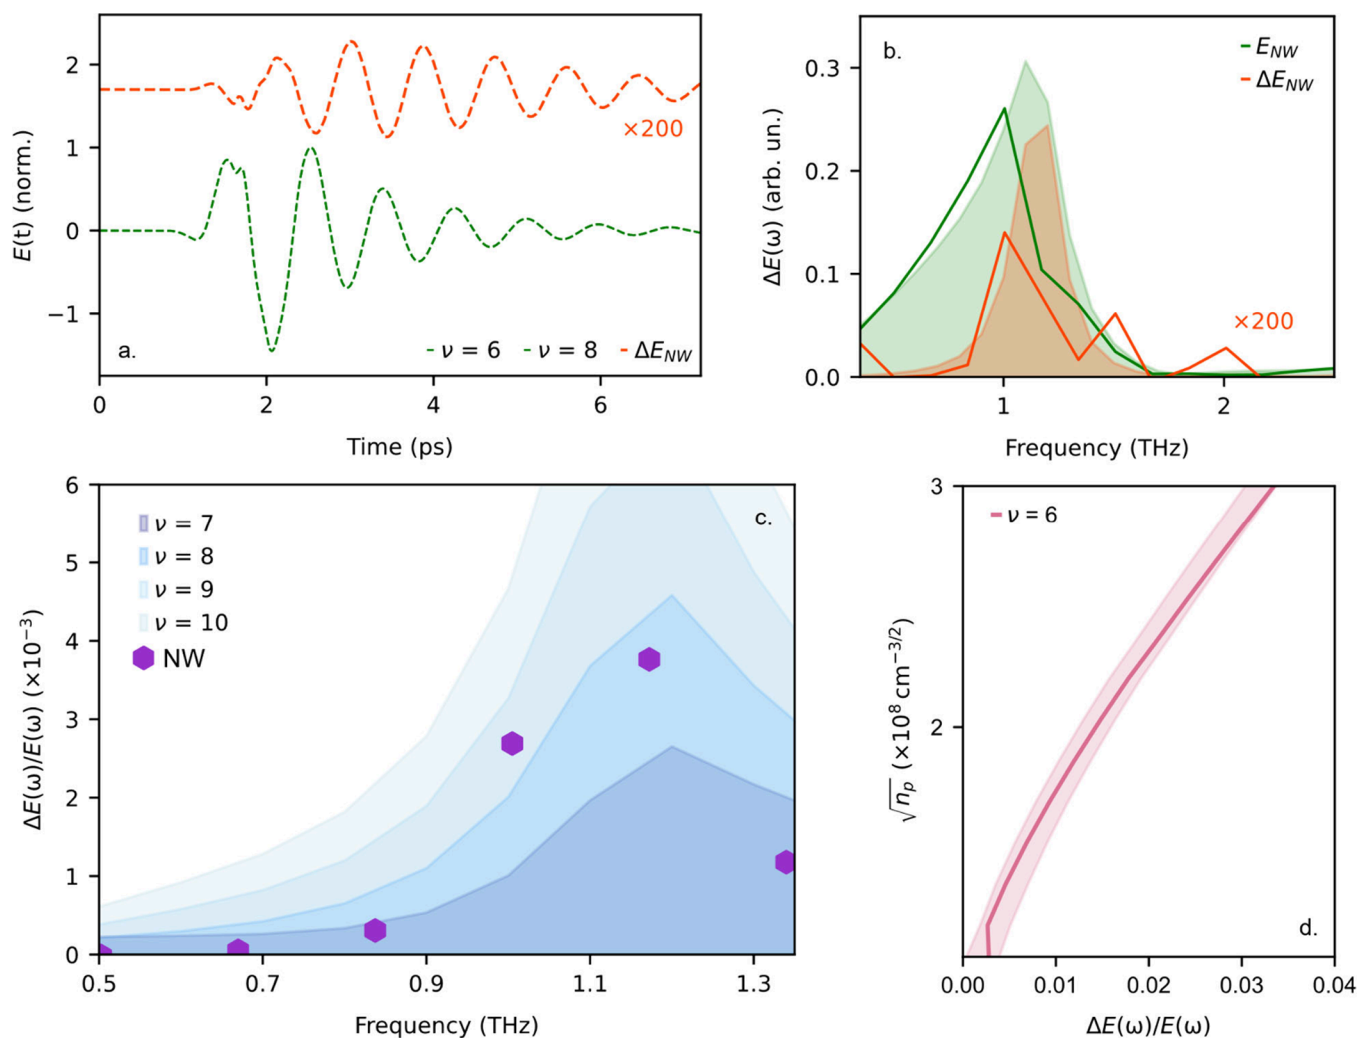 2
1
0
−1
E(t) (norm.)
×200
a.
ν = 6
ν = 8
ΔE_NW
0
2
4
6
Time (ps)
0.3
0.2
0.1
0.0
ΔE(ω) (arb. un.)
b.
E_NW
ΔE_NW
×200
1
2
Frequency (THz)
6
5
4
3
2
1
0
ΔE(ω)/E(ω) (×10⁻³)
ν = 7
ν = 8
ν = 9
ν = 10
NW
c.
0.5
0.7
0.9
1.1
1.3
Frequency (THz)
3
2
√n_p (×10⁸ cm⁻³ᐟ²)
ν = 6
d.
0.00
0.01
0.02
0.03
0.04
ΔE(ω)/E(ω)